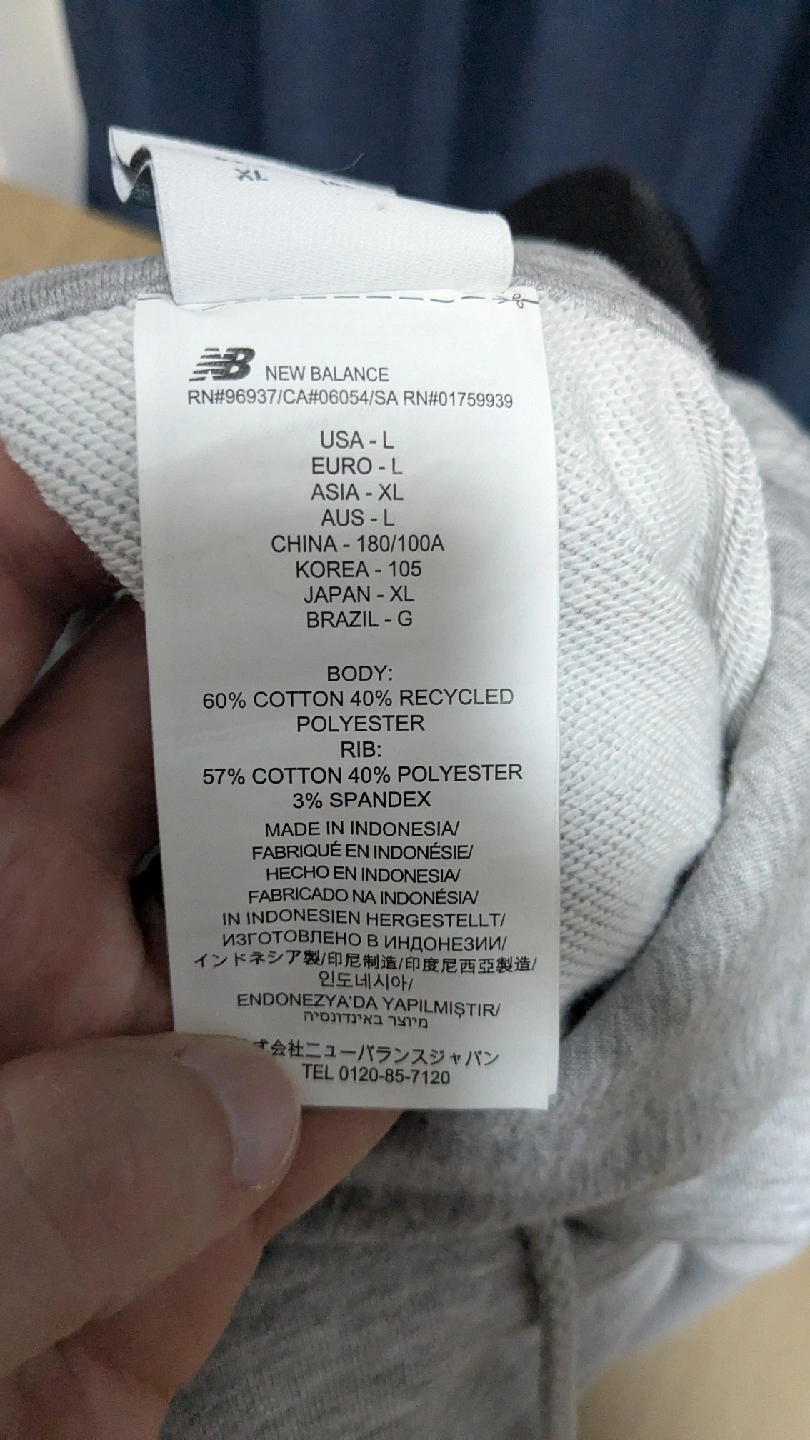 XL
NB NEW BALANCE
RN#96937/CA#06054/SA RN#01759939
USA - L
EURO - L
ASIA - XL
AUS - L
CHINA - 180/100A
KOREA - 105
JAPAN - XL
BRAZIL - G
BODY:
60% COTTON 40% RECYCLED
POLYESTER
RIB:
57% COTTON 40% POLYESTER
3% SPANDEX
MADE IN INDONESIA/
FABRIQUÉ EN INDONÉSIE/
HECHO EN INDONESIA/
FABRICADO NA INDONÉSIA/
IN INDONESIEN HERGESTELLT/
ИЗГОТОВЛЕНО В ИНДОНЕЗИИ/
インドネシア製/印尼制造/印度尼西亞製造/
인도네시아/
ENDONEZYA'DA YAPILMIŞTIR/
מיוצר באינדונסיה
式会社ニューバランスジャパン
TEL 0120-85-7120